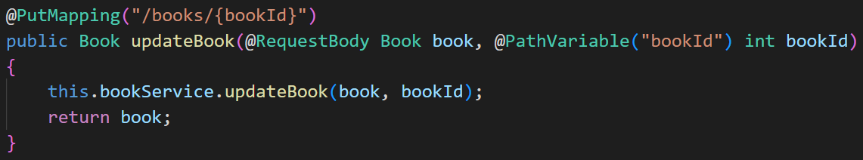 @PutMapping("/books/{bookId}")
public Book updateBook(@RequestBody Book book, @PathVariable("bookId") int bookId)
{
    this.bookService.updateBook(book, bookId);
    return book;
}